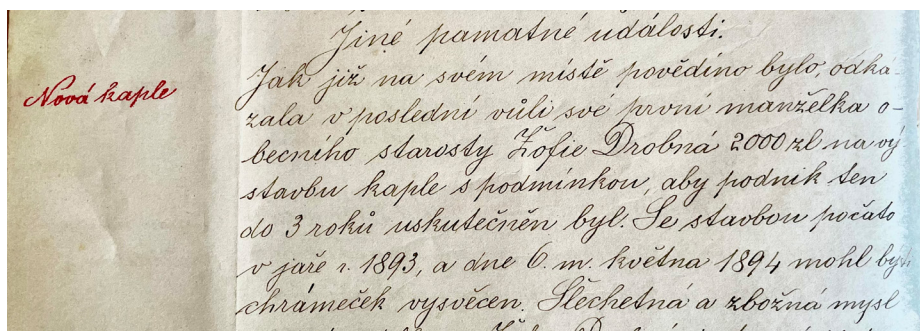 Jiné památné události.
Nová kaple
Jak již na svém místě povědíno bylo, odka-
zala v poslední vůli své první manželka o-
becního starosty Žofie Drobná 2000 zl na vý
stavbu kaple s podmínkou, aby podnik ten
do 3 roků uskutečněn byl. Se stavbou počato
v jaře r. 1893, a dne 6. m. května 1894 mohl býti
chrámeček vysvěcen. Šlechetná a zbožná mysl